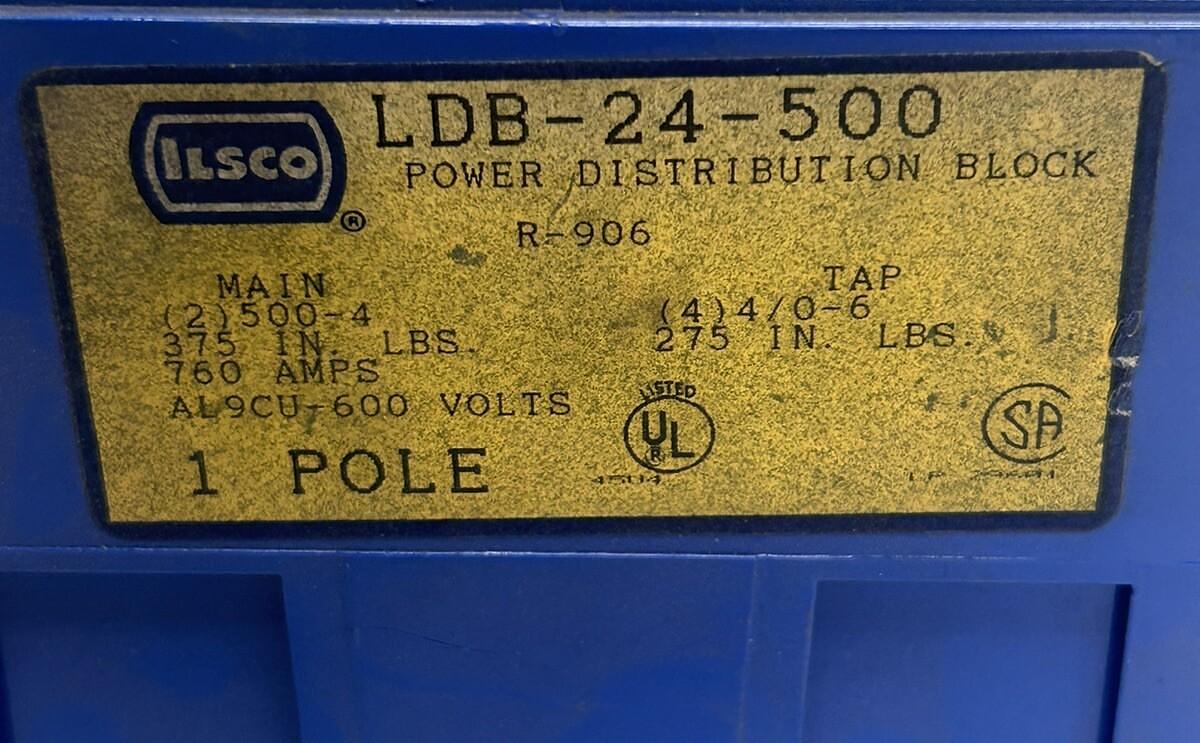 ILSCO ®
LDB-24-500
POWER DISTRIBUTION BLOCK
R-906
MAIN
(2)500-4
375 IN. LBS.
760 AMPS
AL9CU-600 VOLTS
1 POLE
TAP
(4)4/0-6
275 IN. LBS.
LISTED
UL
R
SA